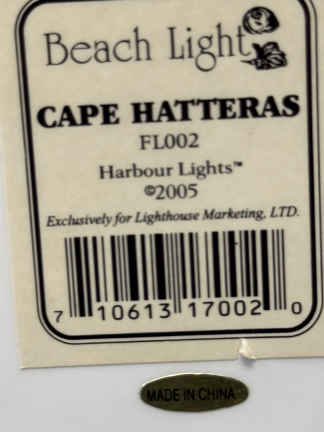 Beach Light
CAPE HATTERAS
FL002
Harbour Lights™
©2005
Exclusively for Lighthouse Marketing, LTD.
7 10613 17002 0
MADE IN CHINA